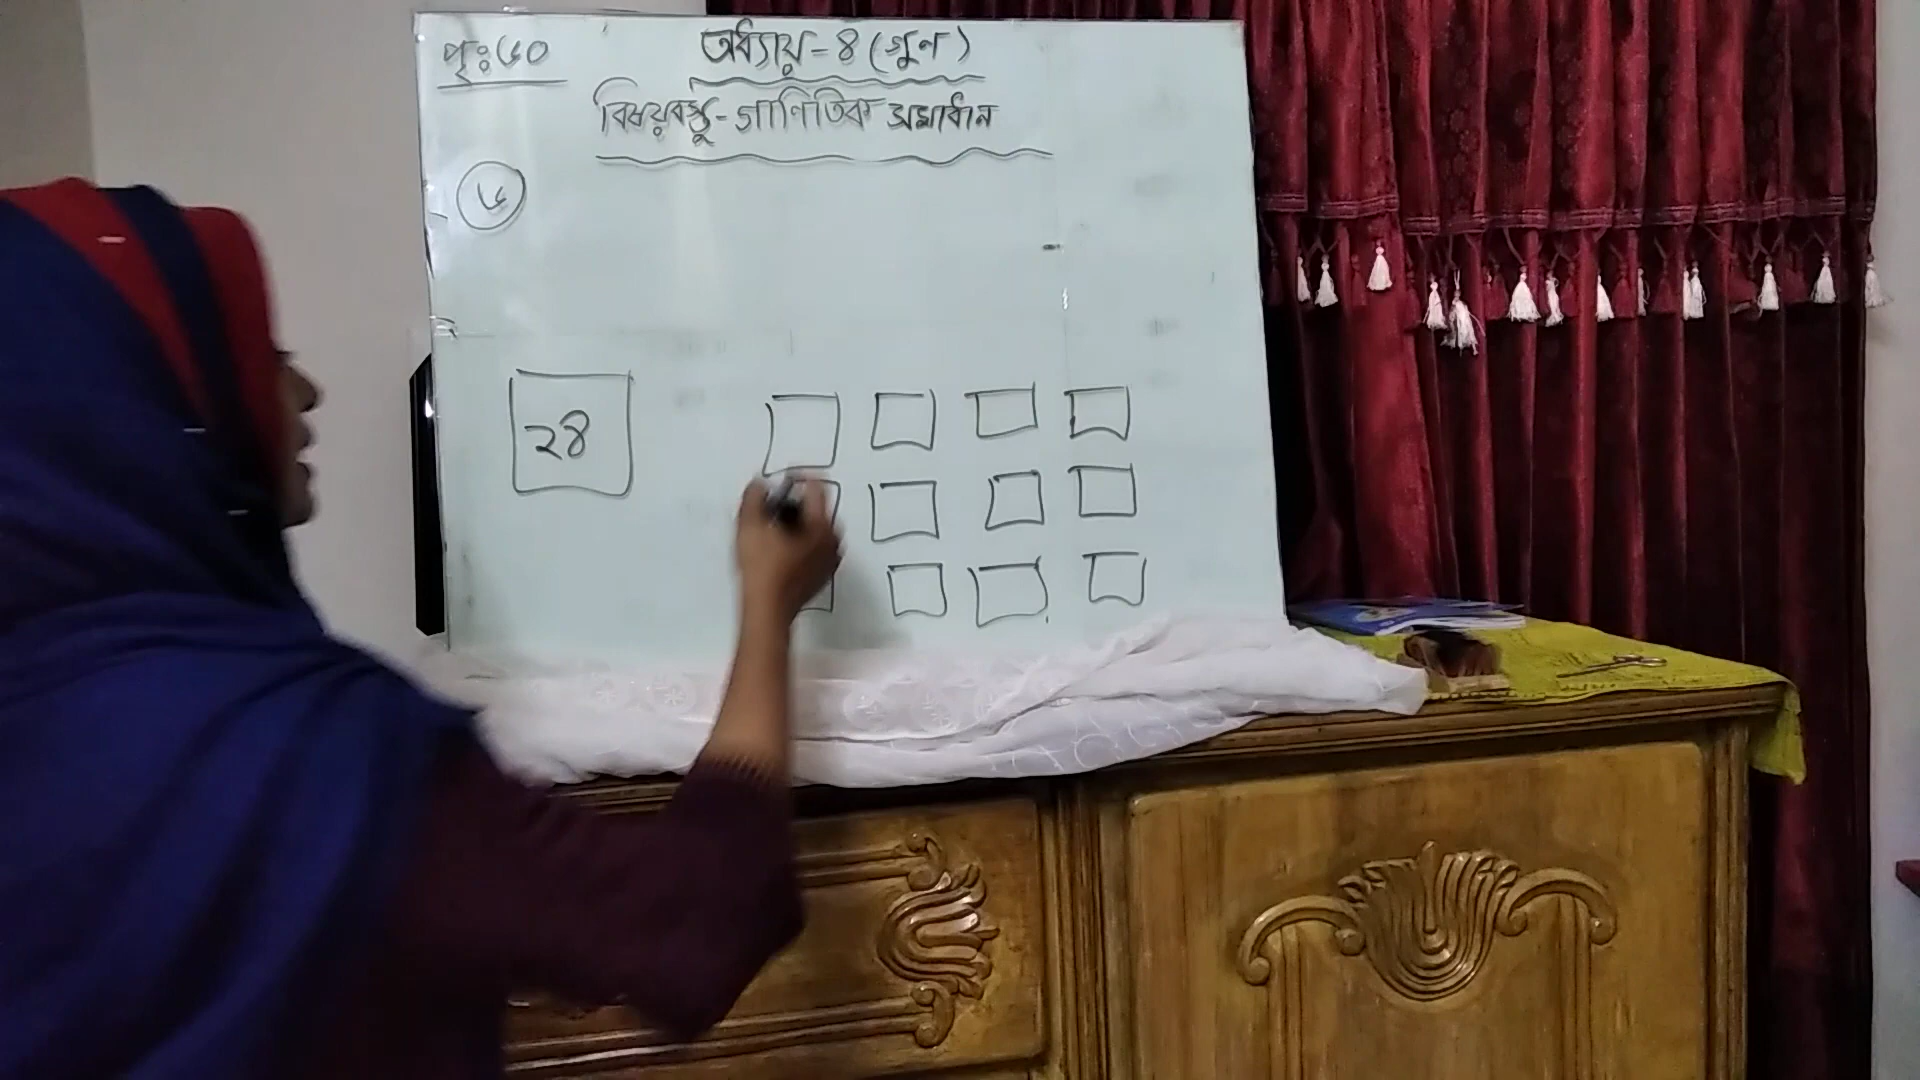 পৃঃ ৬০
অধ্যায়-৪ (গুন)
বিষয়বস্তু-গাণিতিক সমাধান
৬
২৪